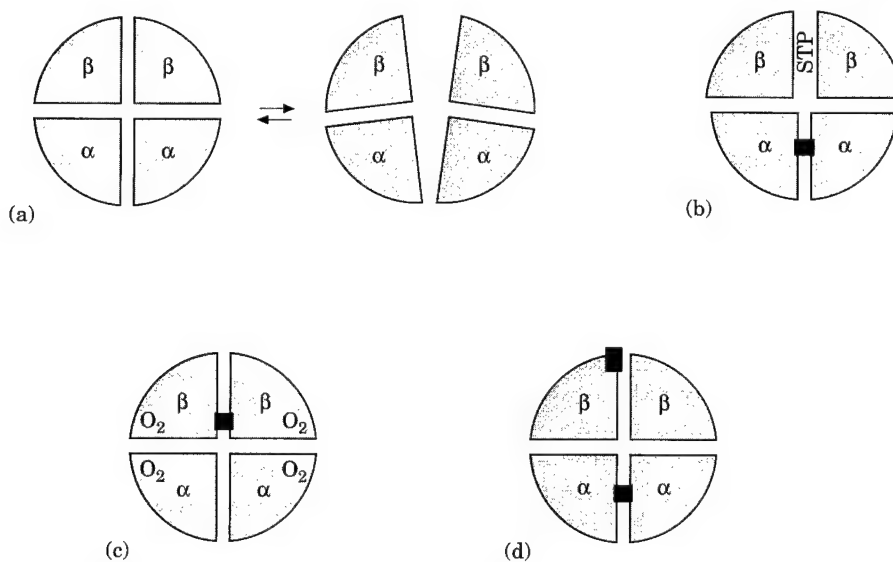 β β β β β STP β
α α α α α α
(a) (b)
β β β β
O₂ O₂
O₂ O₂
α α α α
(c) (d)